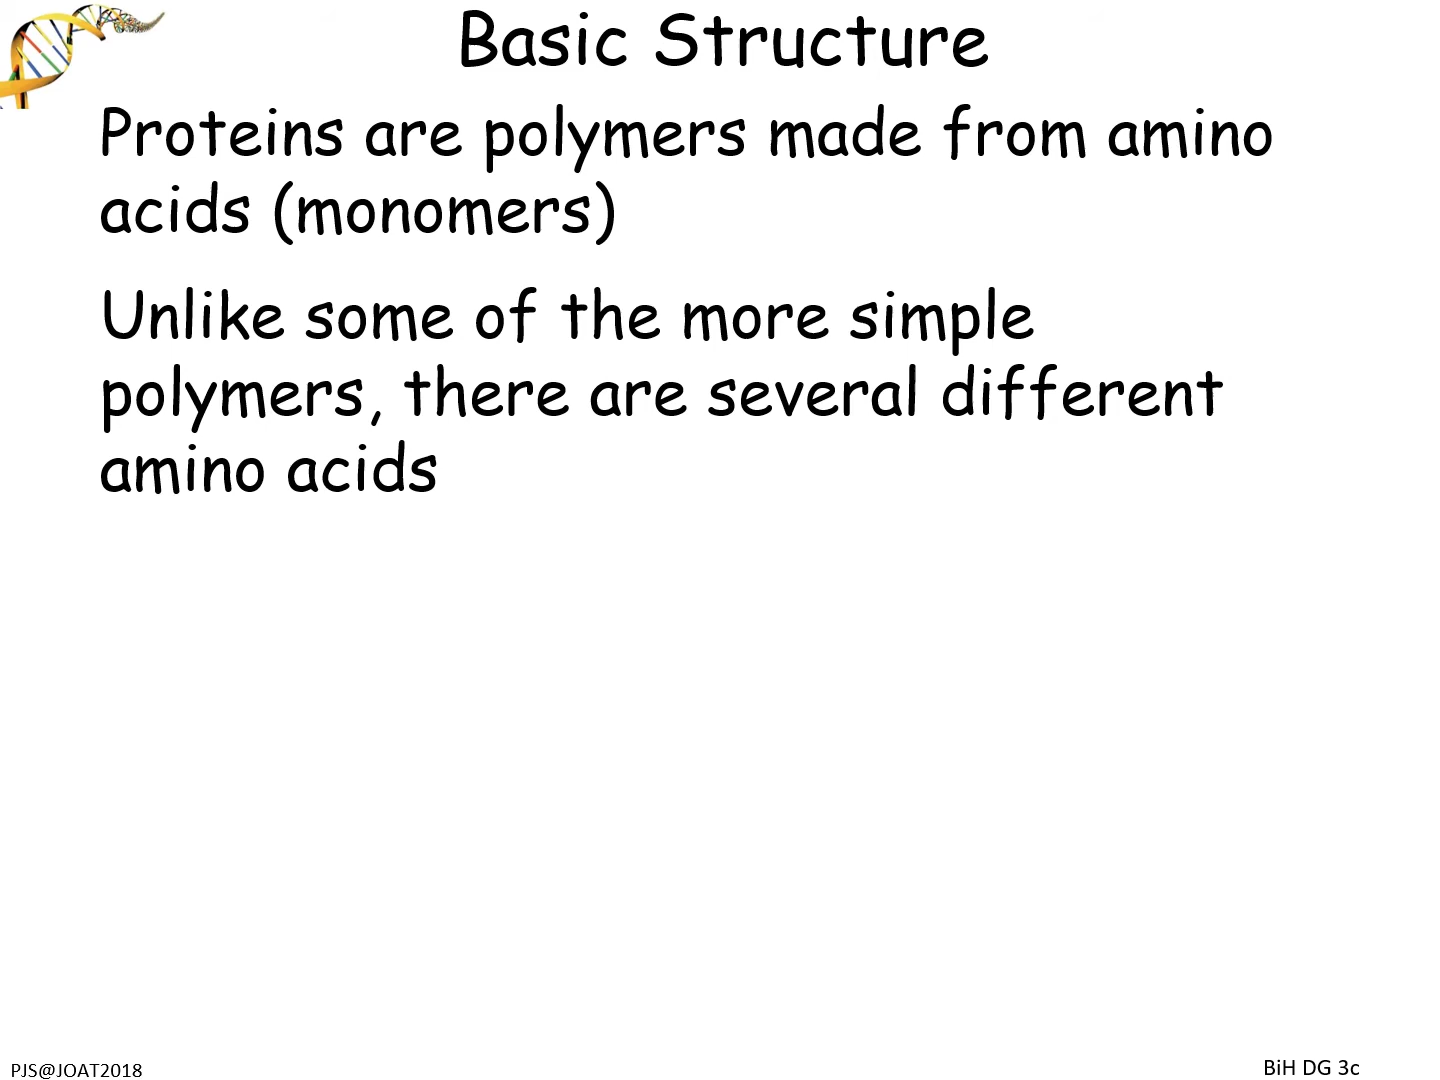 Basic Structure
Proteins are polymers made from amino
acids (monomers)
Unlike some of the more simple
polymers, there are several different
amino acids
PJS@JOAT2018
BiH DG 3c